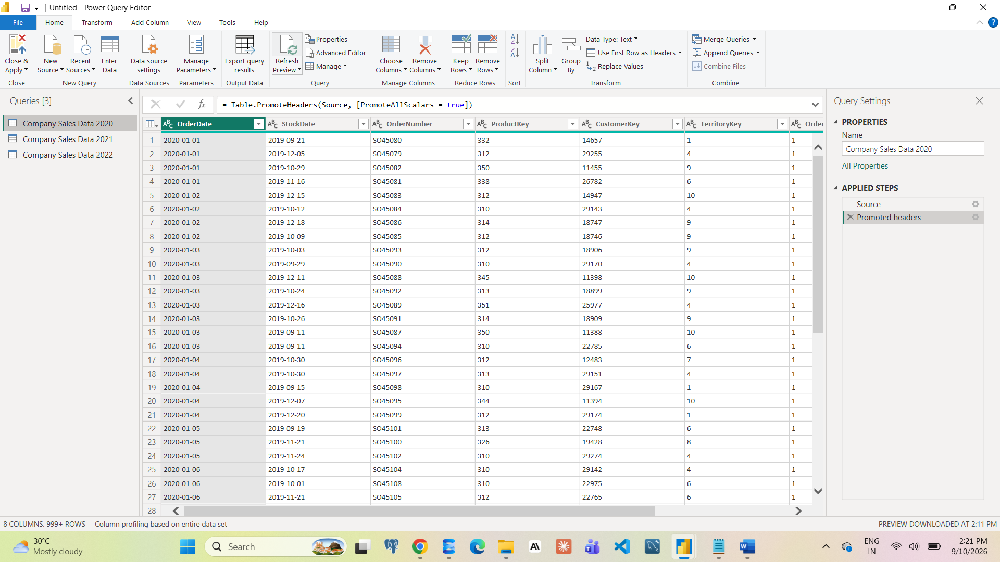 Untitled - Power Query Editor
File Home Transform Add Column View Tools Help
Close & Apply
New Source
Recent Sources
Enter Data
Data source settings
Manage Parameters
Export query results
Refresh Preview
Properties
Advanced Editor
Manage
Choose Columns
Remove Columns
Keep Rows
Remove Rows
Split Column
Group By
Data Type: Text
Use First Row as Headers
Replace Values
Merge Queries
Append Queries
Combine Files
Close New Query Data Sources Parameters Output Data Query Manage Columns Reduce Rows Sort Transform Combine
Queries [3]
Company Sales Data 2020
Company Sales Data 2021
Company Sales Data 2022
fx = Table.PromoteHeaders(Source, [PromoteAllScalars = true])
OrderDate StockDate OrderNumber ProductKey CustomerKey TerritoryKey Order
1 2020-01-01 2019-09-21 SO45080 332 14657 1 1
2 2020-01-01 2019-12-05 SO45079 312 29255 4 1
3 2020-01-01 2019-10-29 SO45082 350 11455 9 1
4 2020-01-01 2019-11-16 SO45081 338 26782 6 1
5 2020-01-02 2019-12-15 SO45083 312 14947 10 1
6 2020-01-02 2019-10-12 SO45084 310 29143 4 1
7 2020-01-02 2019-12-18 SO45086 314 18747 9 1
8 2020-01-02 2019-10-09 SO45085 312 18746 9 1
9 2020-01-03 2019-10-03 SO45093 312 18906 9 1
10 2020-01-03 2019-09-29 SO45090 310 29170 4 1
11 2020-01-03 2019-12-11 SO45088 345 11398 10 1
12 2020-01-03 2019-10-24 SO45092 313 18899 9 1
13 2020-01-03 2019-12-16 SO45089 351 25977 4 1
14 2020-01-03 2019-10-26 SO45091 314 18909 9 1
15 2020-01-03 2019-09-11 SO45087 350 11388 10 1
16 2020-01-03 2019-09-11 SO45094 310 22785 6 1
17 2020-01-04 2019-10-30 SO45096 312 12483 7 1
18 2020-01-04 2019-10-30 SO45097 313 29151 4 1
19 2020-01-04 2019-09-15 SO45098 310 29167 1 1
20 2020-01-04 2019-12-07 SO45095 344 11394 10 1
21 2020-01-04 2019-12-20 SO45099 312 29174 1 1
22 2020-01-05 2019-09-19 SO45101 313 22748 6 1
23 2020-01-05 2019-11-21 SO45100 326 19428 8 1
24 2020-01-05 2019-11-24 SO45102 310 29274 4 1
25 2020-01-06 2019-10-17 SO45104 310 29142 4 1
26 2020-01-06 2019-10-01 SO45108 310 22975 6 1
27 2020-01-06 2019-11-21 SO45105 312 22765 6 1
28
Query Settings
PROPERTIES
Name
Company Sales Data 2020
All Properties
APPLIED STEPS
Source
Promoted headers
8 COLUMNS, 999+ ROWS Column profiling based on entire data set
PREVIEW DOWNLOADED AT 2:11 PM
30°C
Mostly cloudy
Search
ENG
IN
2:21 PM
9/10/2026